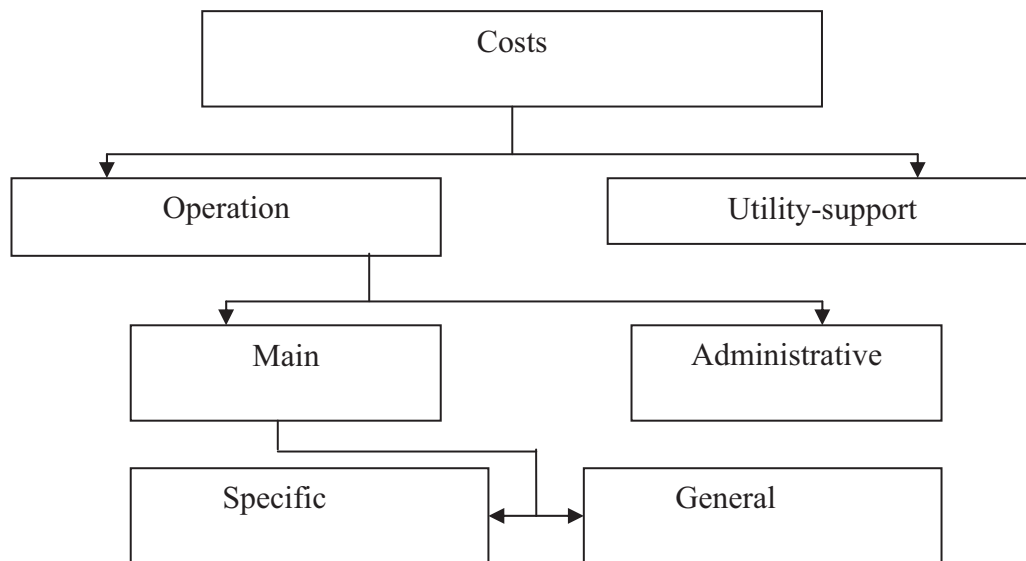 Costs
Operation
Utility-support
Main
Administrative
Specific
General